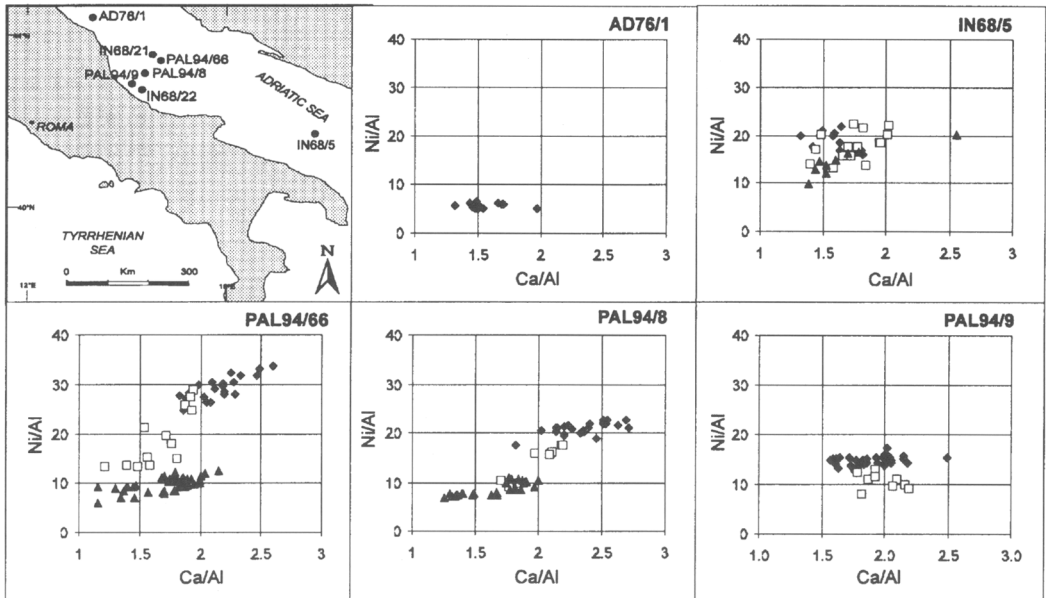 AD76/1
44°N
IN68/21
PAL94/66
PAL94/9
PAL94/8
IN68/22
ADRIATIC SEA
ROMA
IN68/5
40°N
TYRRHENIAN
SEA
N
0 Km 300
12°E
AD76/1
40
30
20
10
0
Ni/Al
1 1.5 2 2.5 3
Ca/Al
IN68/5
40
30
20
10
0
Ni/Al
1 1.5 2 2.5 3
Ca/Al
PAL94/66
40
30
20
10
0
Ni/Al
1 1.5 2 2.5 3
Ca/Al
PAL94/8
40
30
20
10
0
Ni/Al
1 1.5 2 2.5 3
Ca/Al
PAL94/9
40
30
20
10
0
Ni/Al
1.0 1.5 2.0 2.5 3.0
Ca/Al